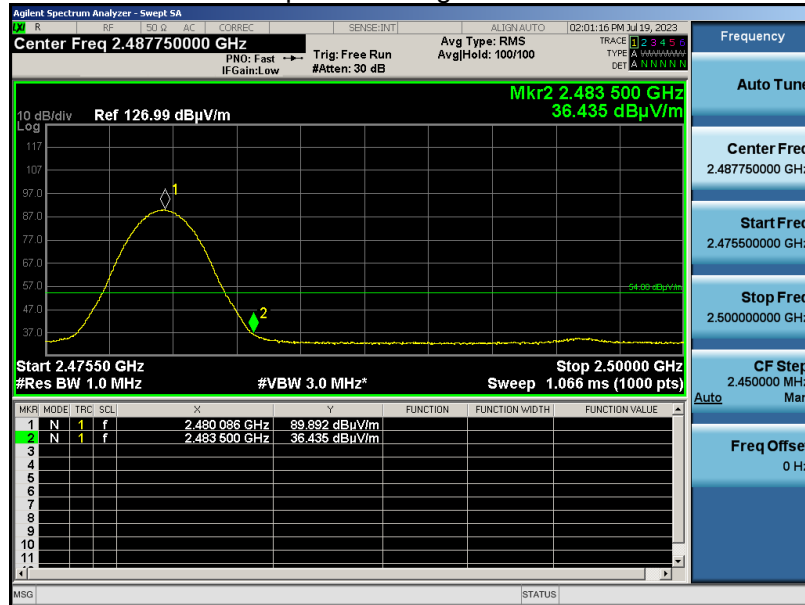 Agilent Spectrum Analyzer - Swept SA
LXI R RF 50 Ω AC CORREC SENSE:INT ALIGN AUTO 02:01:16 PM Jul 19, 2023
Center Freq 2.487750000 GHz
PNO: Fast
IFGain:Low
Trig: Free Run
#Atten: 30 dB
Avg Type: RMS
Avg|Hold: 100/100
TRACE 1 2 3 4 5 6
TYPE A WWWWW
DET A N N N N N
Mkr2 2.483 500 GHz
36.435 dBµV/m
10 dB/div Ref 126.99 dBµV/m
Log
117
107
97.0
87.0
77.0
67.0
57.0
47.0
37.0
1
2
54.00 dBµV/m
Start 2.47550 GHz Stop 2.50000 GHz
#Res BW 1.0 MHz #VBW 3.0 MHz* Sweep 1.066 ms (1000 pts)
MKR MODE TRC SCL X Y FUNCTION FUNCTION WIDTH FUNCTION VALUE
1 N 1 f 2.480 086 GHz 89.892 dBµV/m
2 N 1 f 2.483 500 GHz 36.435 dBµV/m
3
4
5
6
7
8
9
10
11
MSG STATUS
Frequency
Auto Tune
Center Freq
2.487750000 GHz
Start Freq
2.475500000 GHz
Stop Freq
2.500000000 GHz
CF Step
2.450000 MHz
Auto Man
Freq Offset
0 Hz